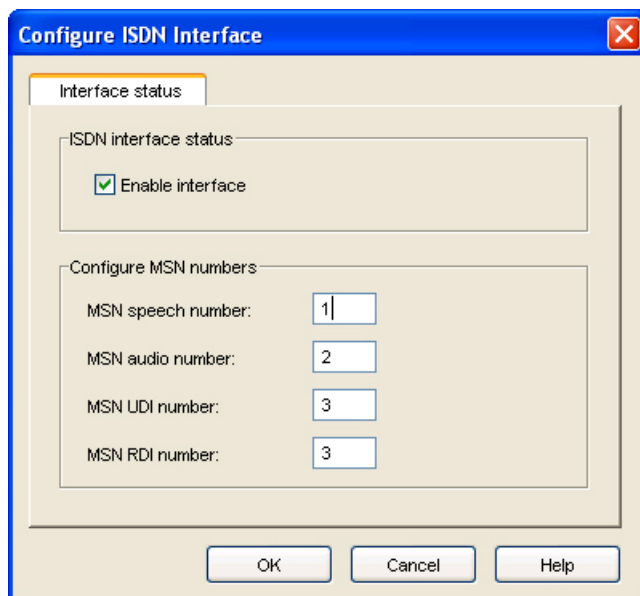 Configure ISDN Interface
Interface status
ISDN interface status
Enable interface
Configure MSN numbers
MSN speech number: 1
MSN audio number: 2
MSN UDI number: 3
MSN RDI number: 3
OK Cancel Help